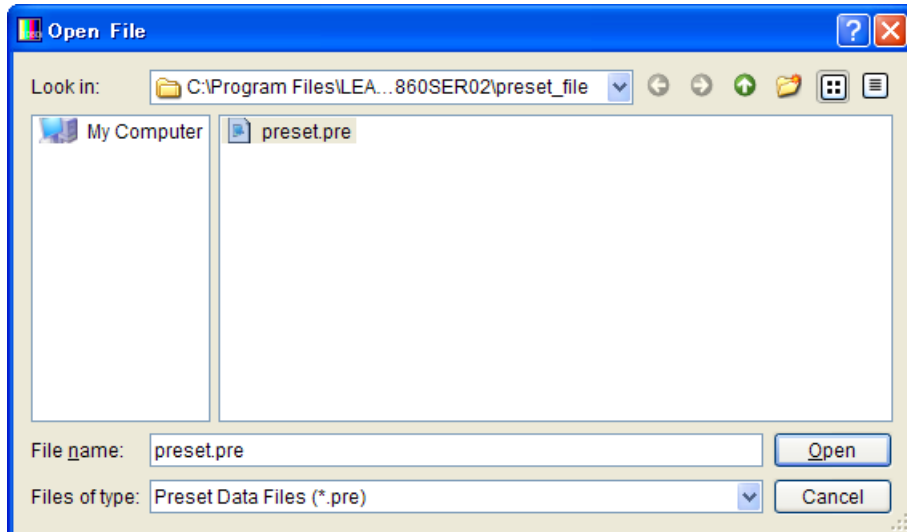 Open File
Look in: C:\Program Files\LEA...860SER02\preset_file
My Computer preset.pre
File name: preset.pre Open
Files of type: Preset Data Files (*.pre) Cancel